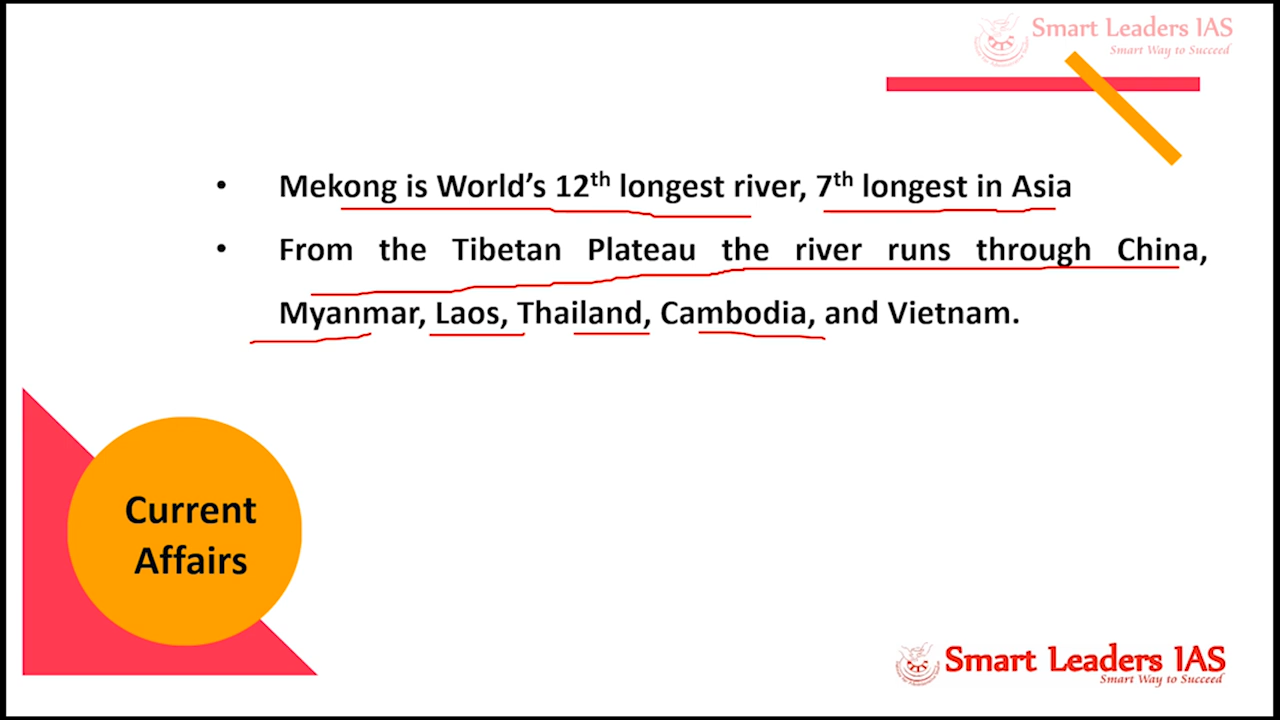 Smart Leaders IAS
Smart Way to Succeed
• Mekong is World’s 12th longest river, 7th longest in Asia
• From the Tibetan Plateau the river runs through China,
Myanmar, Laos, Thailand, Cambodia, and Vietnam.
Current
Affairs
Smart Leaders IAS
Smart Way to Succeed